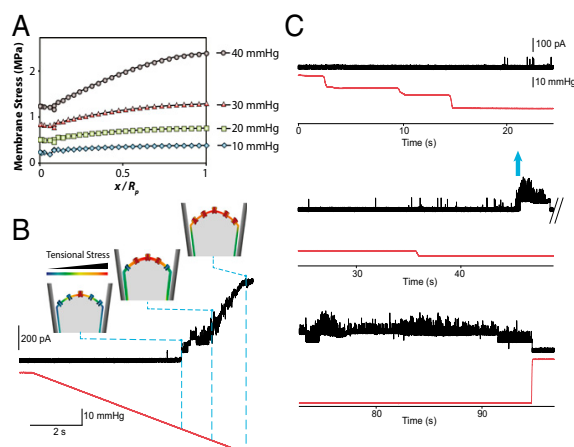 A
Membrane Stress (MPa)
2
1
0
0
0.5
1
x/Rp
40 mmHg
30 mmHg
20 mmHg
10 mmHg
B
Tensional Stress
200 pA
10 mmHg
2 s
C
100 pA
10 mmHg
0
10
20
Time (s)
30
40
Time (s)
80
90
Time (s)